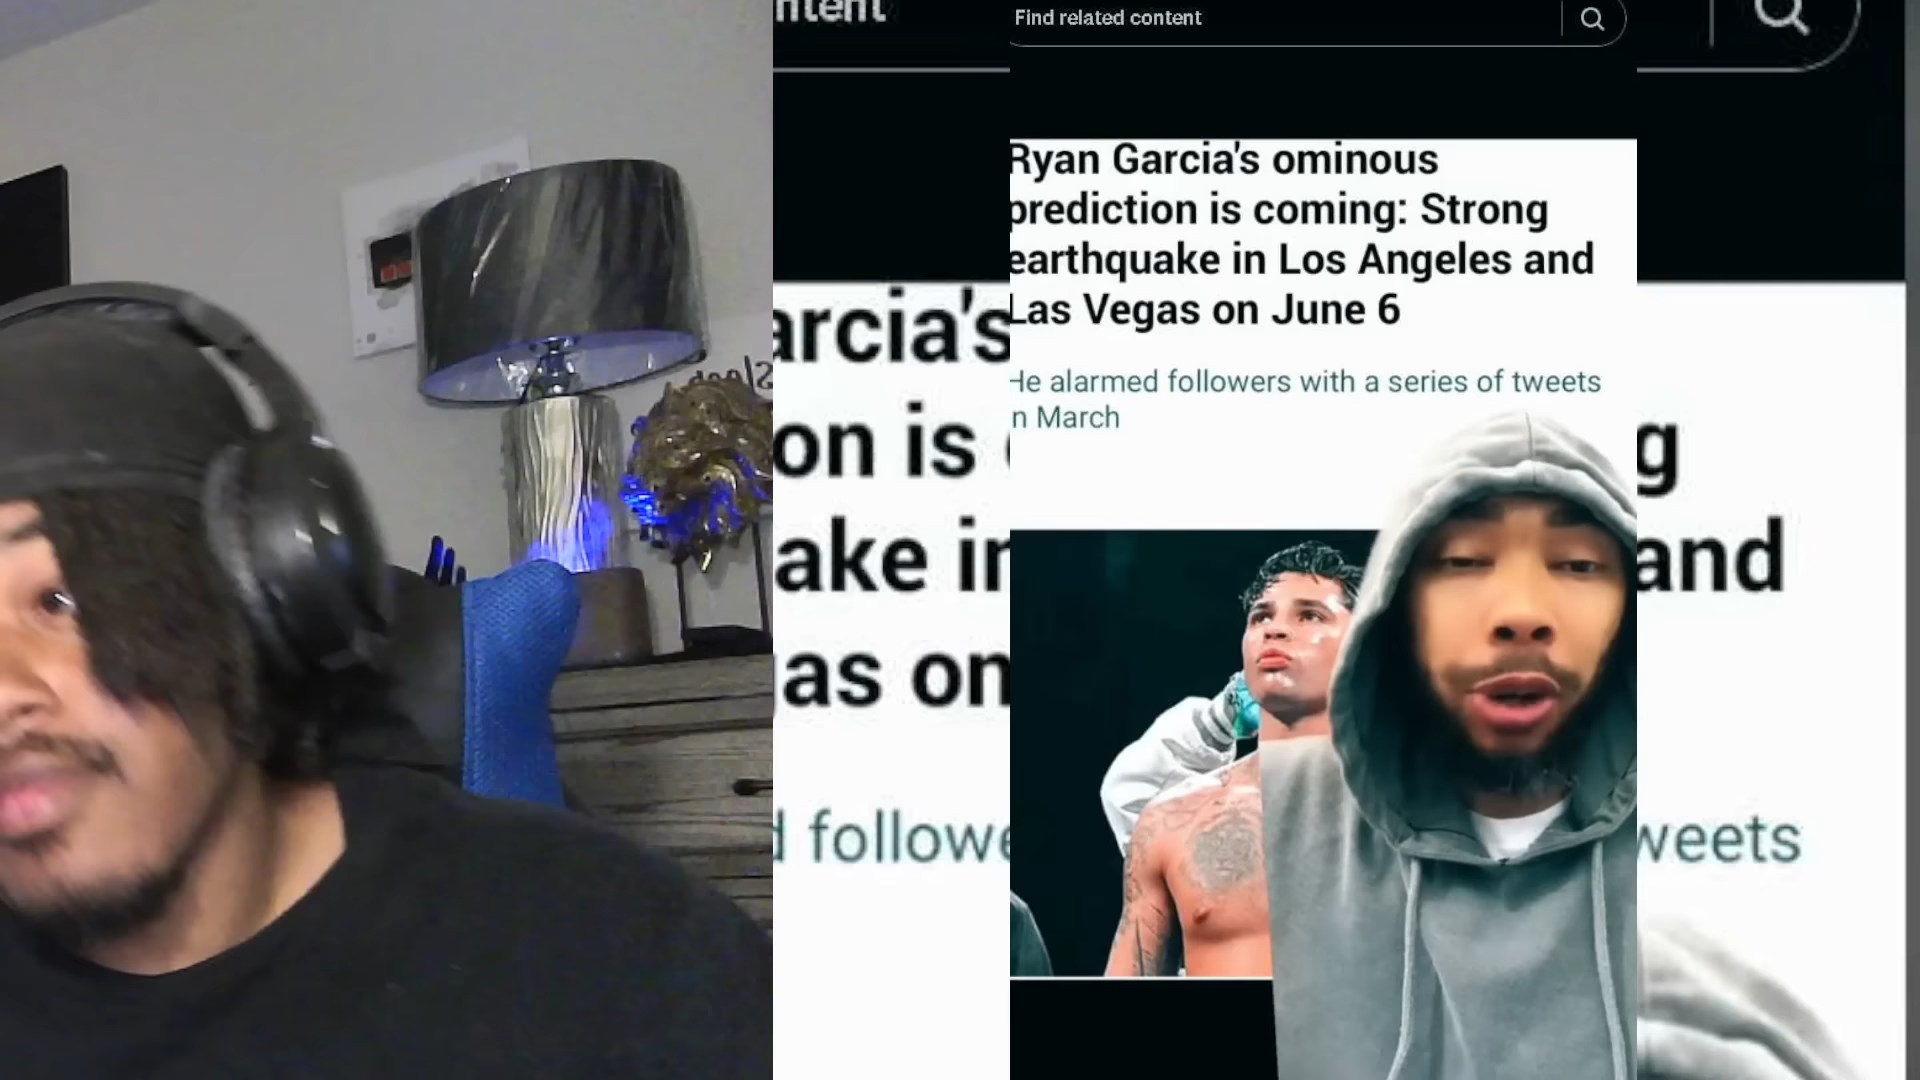 ntent
Find related content
Ryan Garcia's ominous
prediction is coming: Strong
earthquake in Los Angeles and
Las Vegas on June 6
He alarmed followers with a series of tweets
in March
arcia's
on is
g
ake in
and
gas on
d followe
weets